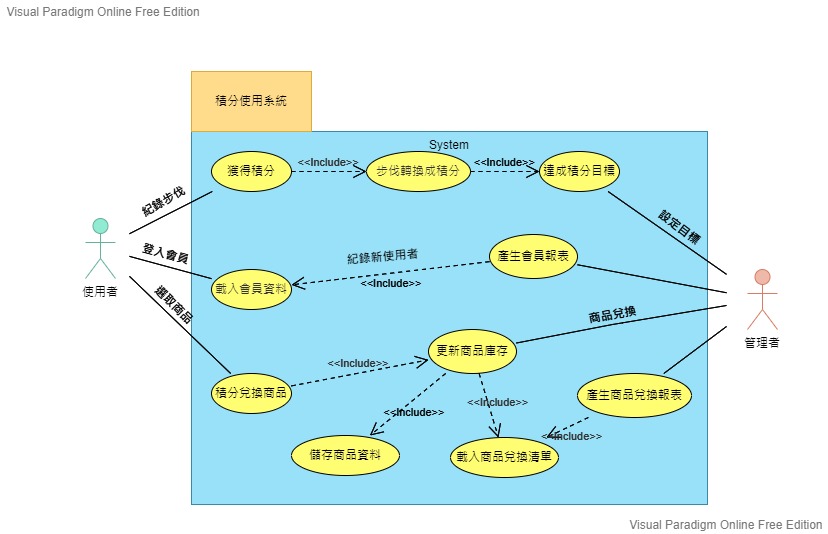 Visual Paradigm Online Free Edition
積分使用系統
System
獲得積分
<<Include>>
步伐轉換成積分
<<Include>>
達成積分目標
紀錄步伐
設定目標
登入會員
紀錄新使用者
產生會員報表
<<Include>>
載入會員資料
使用者
選取商品
商品兌換
管理者
更新商品庫存
<<Include>>
積分兌換商品
產生商品兌換報表
<<Include>>
<<Include>>
<<Include>>
儲存商品資料
載入商品兌換清單
Visual Paradigm Online Free Edition